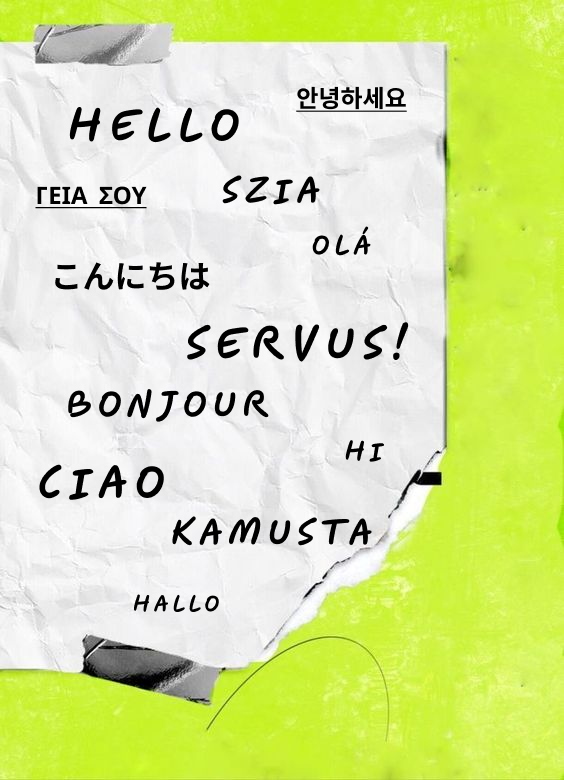 안녕하세요
HELLO
ΓΕΙΑ ΣΟΥ
SZIA
OLÁ
こんにちは
SERVUS!
BONJOUR
HI
CIAO
KAMUSTA
HALLO